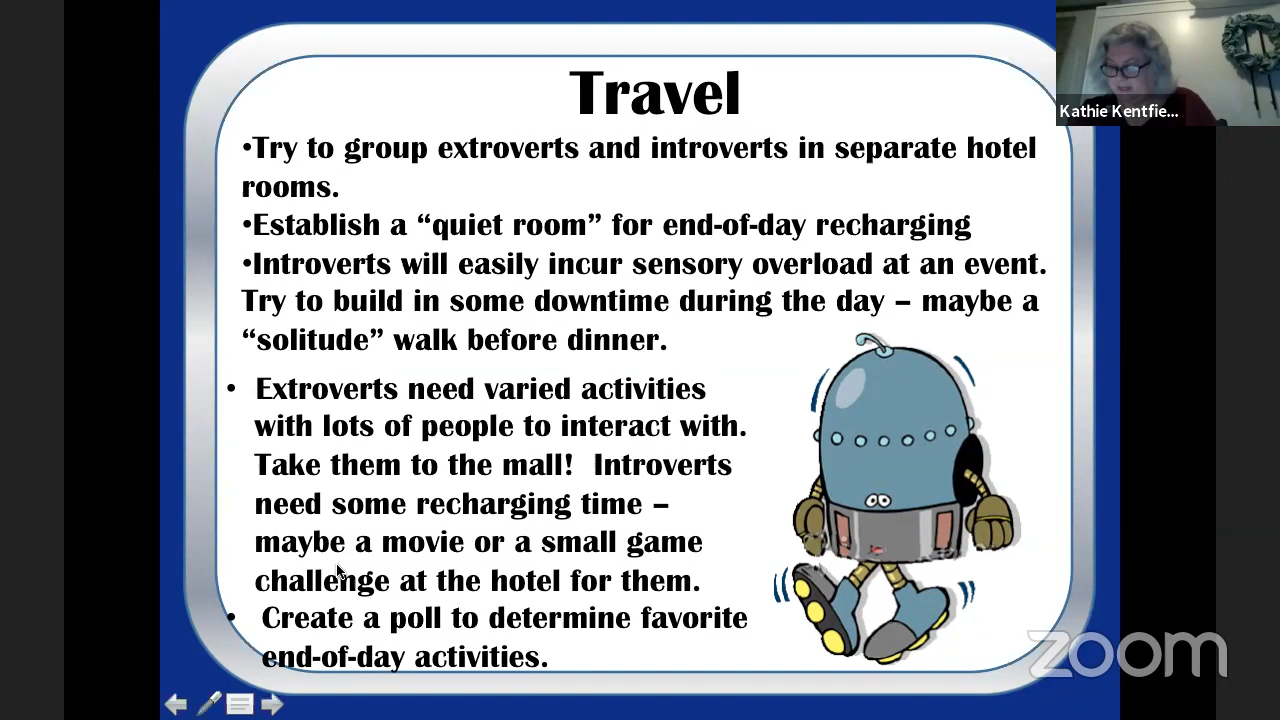 Travel
•Try to group extroverts and introverts in separate hotel
rooms.
•Establish a “quiet room” for end-of-day recharging
•Introverts will easily incur sensory overload at an event.
Try to build in some downtime during the day – maybe a
“solitude” walk before dinner.
• Extroverts need varied activities
with lots of people to interact with.
Take them to the mall! Introverts
need some recharging time –
maybe a movie or a small game
challenge at the hotel for them.
• Create a poll to determine favorite
end-of-day activities.
Kathie Kentfie...
zoom